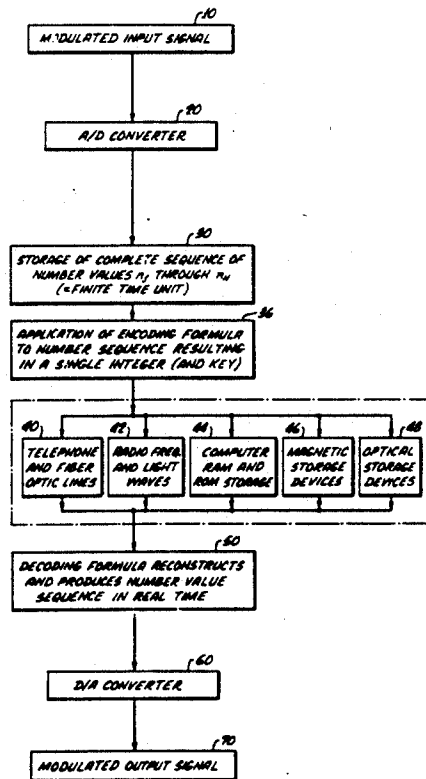 10
MODULATED INPUT SIGNAL
20
A/D CONVERTER
30
STORAGE OF COMPLETE SEQUENCE OF
NUMBER VALUES n1 THROUGH nN
(=FINITE TIME UNIT)
36
APPLICATION OF ENCODING FORMULA
TO NUMBER SEQUENCE RESULTING
IN A SINGLE INTEGER (AND KEY)
40
TELEPHONE
AND FIBER
OPTIC LINES
42
RADIO FREQ.
AND LIGHT
WAVES
44
COMPUTER
RAM AND
ROM STORAGE
46
MAGNETIC
STORAGE
DEVICES
48
OPTICAL
STORAGE
DEVICES
50
DECODING FORMULA RECONSTRUCTS
AND PRODUCES NUMBER VALUE
SEQUENCE IN REAL TIME
60
D/A CONVERTER
70
MODULATED OUTPUT SIGNAL